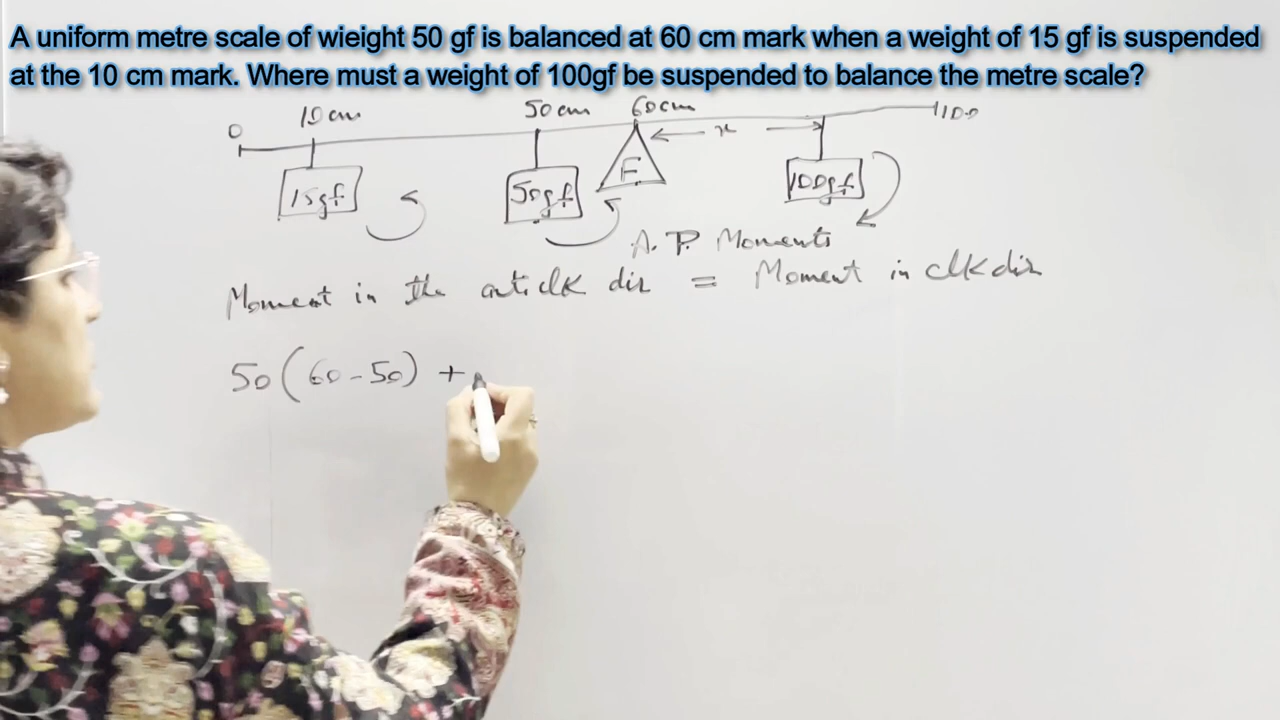 A uniform metre scale of wieight 50 gf is balanced at 60 cm mark when a weight of 15 gf is suspended
at the 10 cm mark. Where must a weight of 100gf be suspended to balance the metre scale?
0 10 cm 50 cm 60 cm 100
x
15gf 50gf F 100gf
A. P. Moments
Moment in the anticlk dir = Moment in clk dir
50 (60 - 50) +